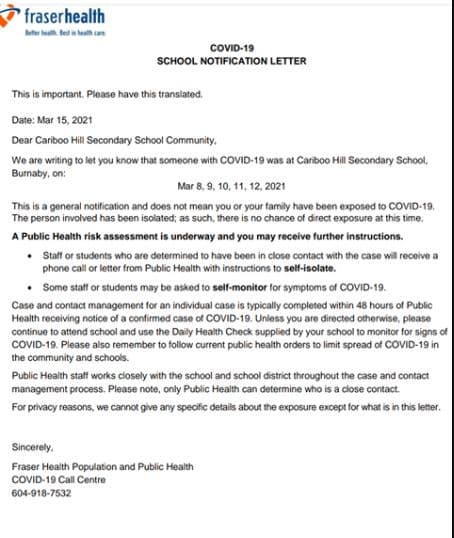 fraserhealth
Better health. Best in health care.
COVID-19
SCHOOL NOTIFICATION LETTER
This is important. Please have this translated.
Date: Mar 15, 2021
Dear Cariboo Hill Secondary School Community,
We are writing to let you know that someone with COVID-19 was at Cariboo Hill Secondary School,
Burnaby, on:
Mar 8, 9, 10, 11, 12, 2021
This is a general notification and does not mean you or your family have been exposed to COVID-19.
The person involved has been isolated; as such, there is no chance of direct exposure at this time.
A Public Health risk assessment is underway and you may receive further instructions.
• Staff or students who are determined to have been in close contact with the case will receive a
phone call or letter from Public Health with instructions to self-isolate.
• Some staff or students may be asked to self-monitor for symptoms of COVID-19.
Case and contact management for an individual case is typically completed within 48 hours of Public
Health receiving notice of a confirmed case of COVID-19. Unless you are directed otherwise, please
continue to attend school and use the Daily Health Check supplied by your school to monitor for signs of
COVID-19. Please also remember to follow current public health orders to limit spread of COVID-19 in
the community and schools.
Public Health staff works closely with the school and school district throughout the case and contact
management process. Please note, only Public Health can determine who is a close contact.
For privacy reasons, we cannot give any specific details about the exposure except for what is in this letter.
Sincerely,
Fraser Health Population and Public Health
COVID-19 Call Centre
604-918-7532